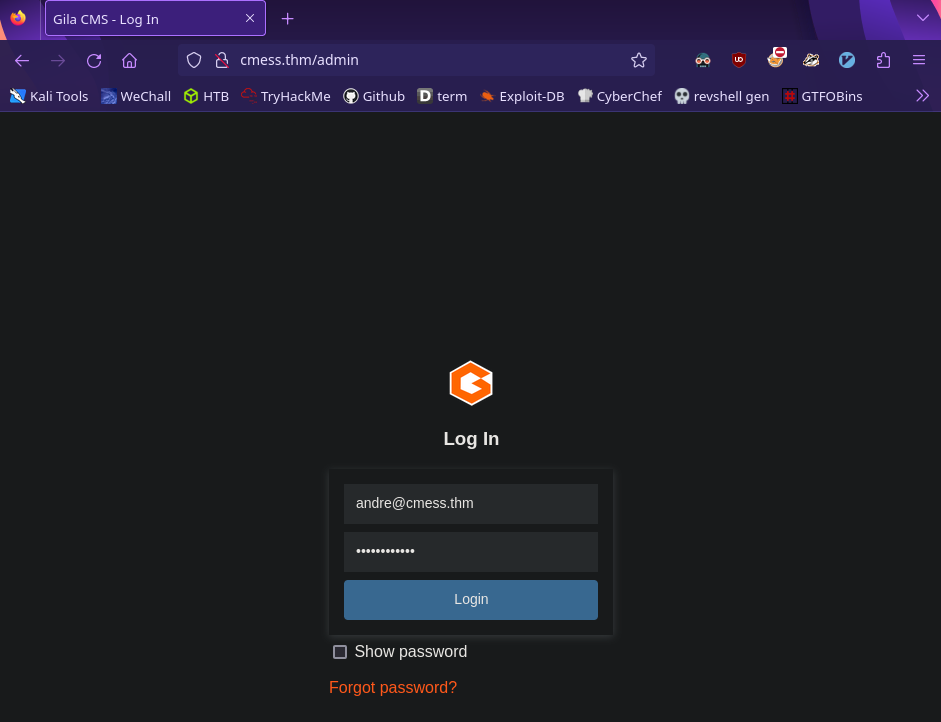 Gila CMS - Log In
cmess.thm/admin
Kali Tools WeChall HTB TryHackMe Github term Exploit-DB CyberChef revshell gen GTFOBins
Log In
andre@cmess.thm
••••••••••••
Login
Show password
Forgot password?